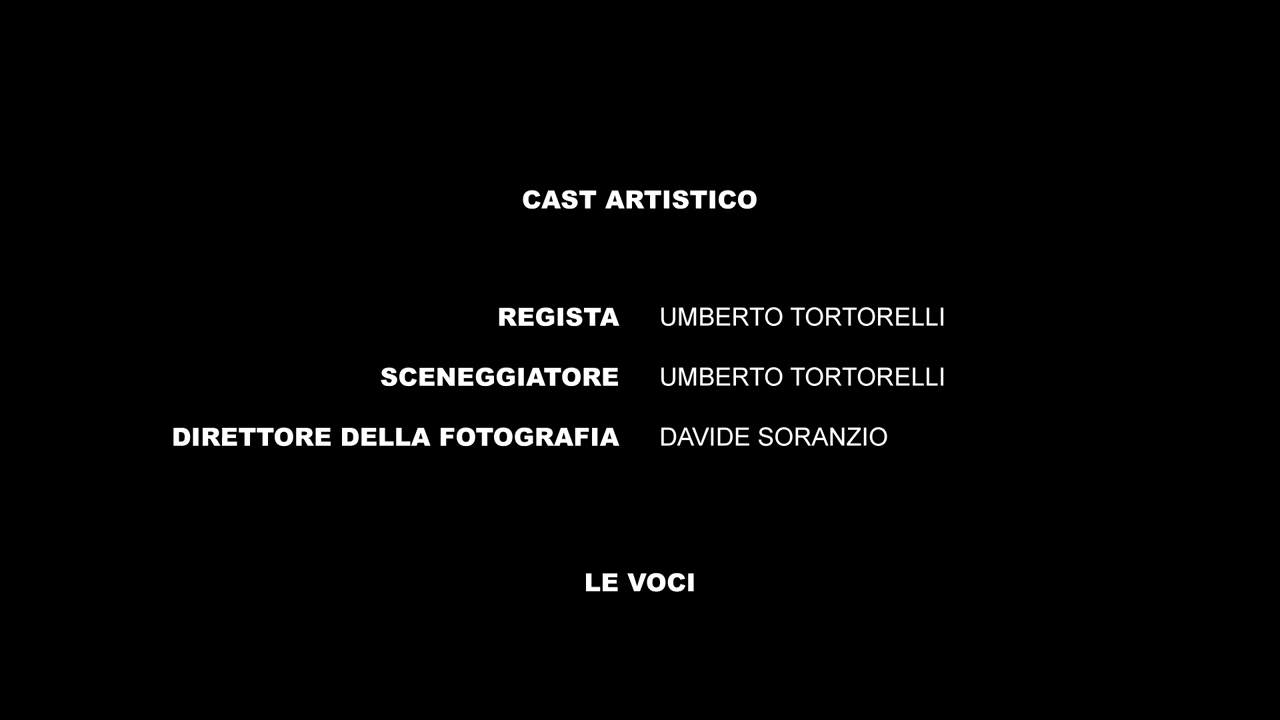 CAST ARTISTICO
REGISTA UMBERTO TORTORELLI
SCENEGGIATORE UMBERTO TORTORELLI
DIRETTORE DELLA FOTOGRAFIA DAVIDE SORANZIO
LE VOCI